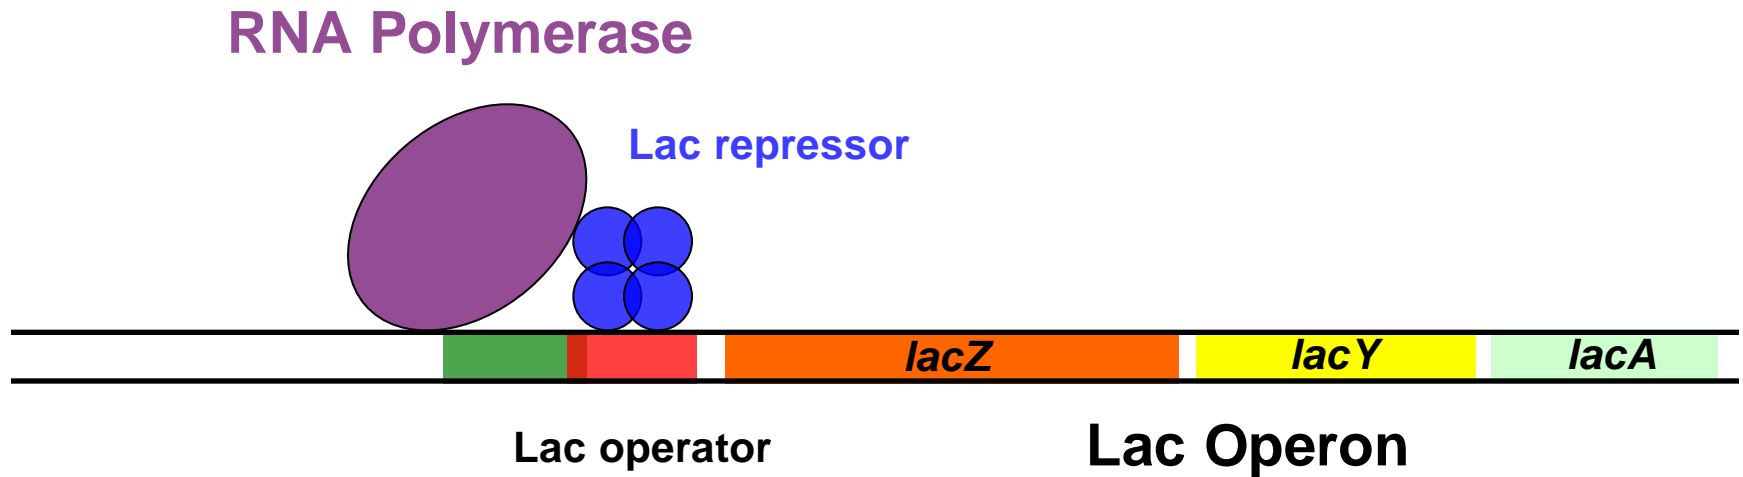 RNA Polymerase
Lac repressor
lacZ
lacY
lacA
Lac operator
Lac Operon